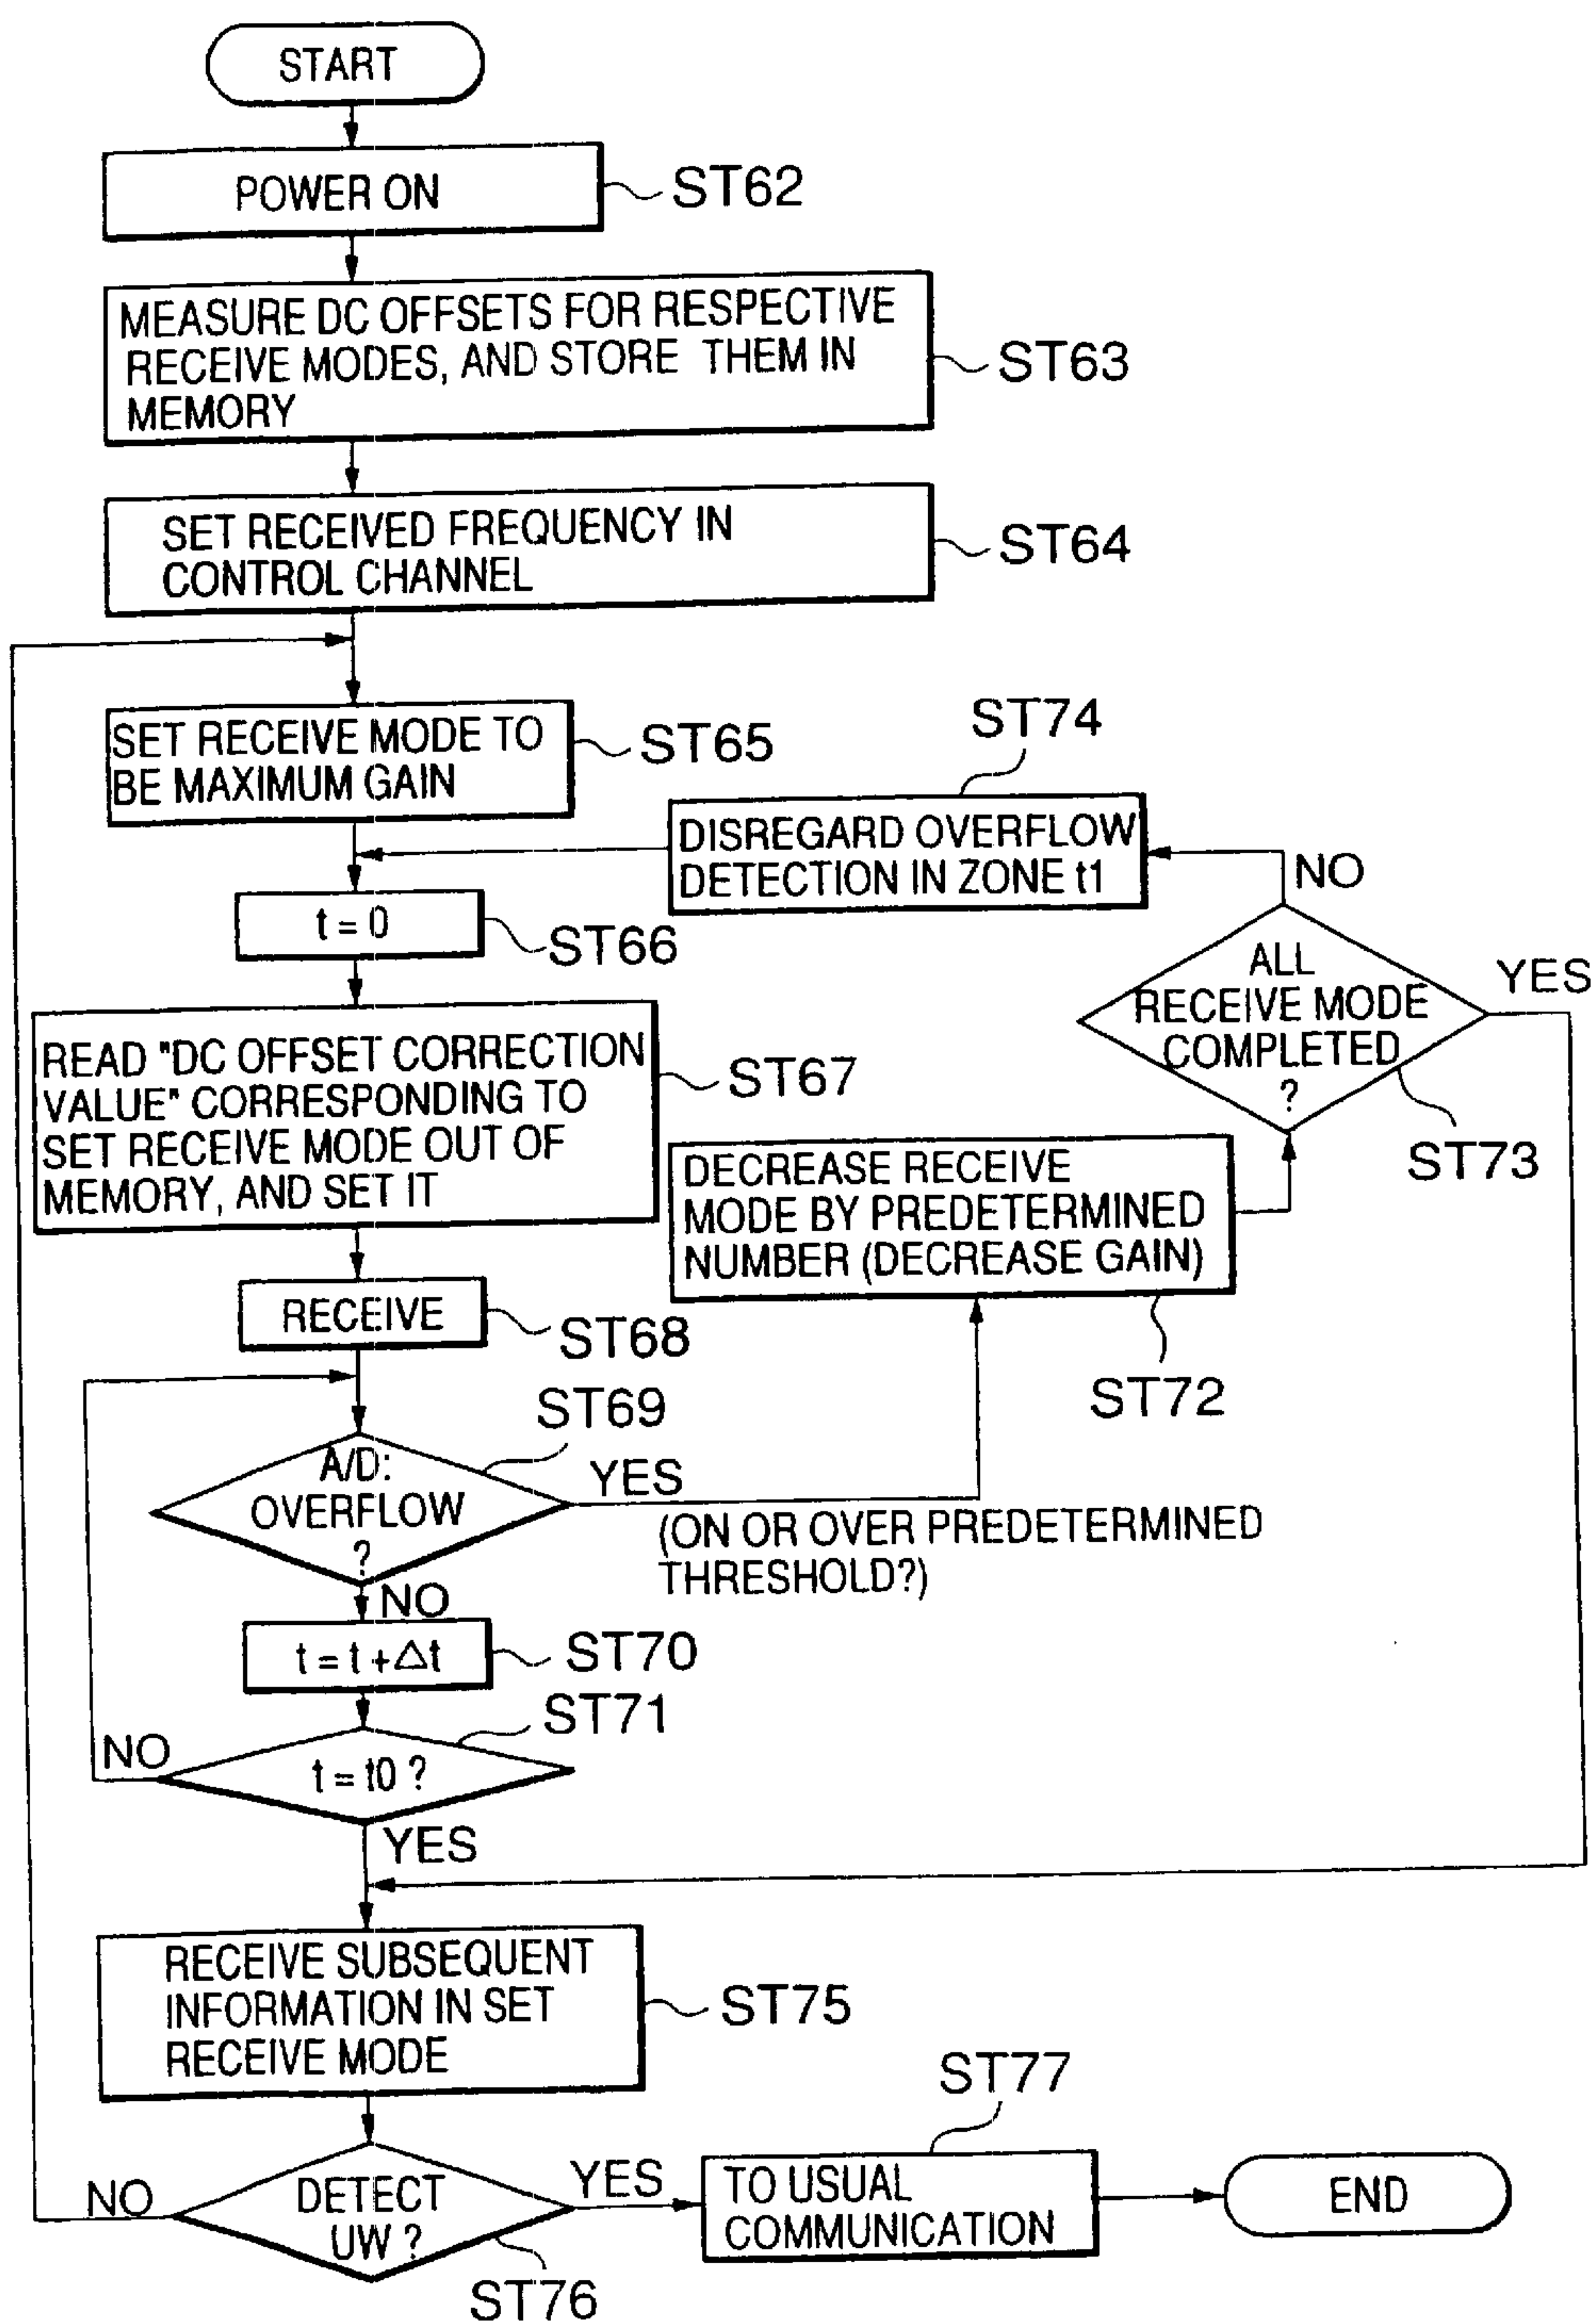 START
POWER ON
ST62
MEASURE DC OFFSETS FOR RESPECTIVE
RECEIVE MODES, AND STORE THEM IN
MEMORY
ST63
SET RECEIVED FREQUENCY IN
CONTROL CHANNEL
ST64
SET RECEIVE MODE TO
BE MAXIMUM GAIN
ST65
ST74
DISREGARD OVERFLOW
DETECTION IN ZONE t1
NO
t = 0
ST66
ALL
RECEIVE MODE
COMPLETED
?
YES
ST73
READ "DC OFFSET CORRECTION
VALUE" CORRESPONDING TO
SET RECEIVE MODE OUT OF
MEMORY, AND SET IT
ST67
DECREASE RECEIVE
MODE BY PREDETERMINED
NUMBER (DECREASE GAIN)
ST72
RECEIVE
ST68
ST69
A/D:
OVERFLOW
?
YES
(ON OR OVER PREDETERMINED
THRESHOLD?)
NO
t = t +Δt
ST70
ST71
NO
t = t0 ?
YES
RECEIVE SUBSEQUENT
INFORMATION IN SET
RECEIVE MODE
ST75
ST77
NO
DETECT
UW ?
YES
ST76
TO USUAL
COMMUNICATION
END